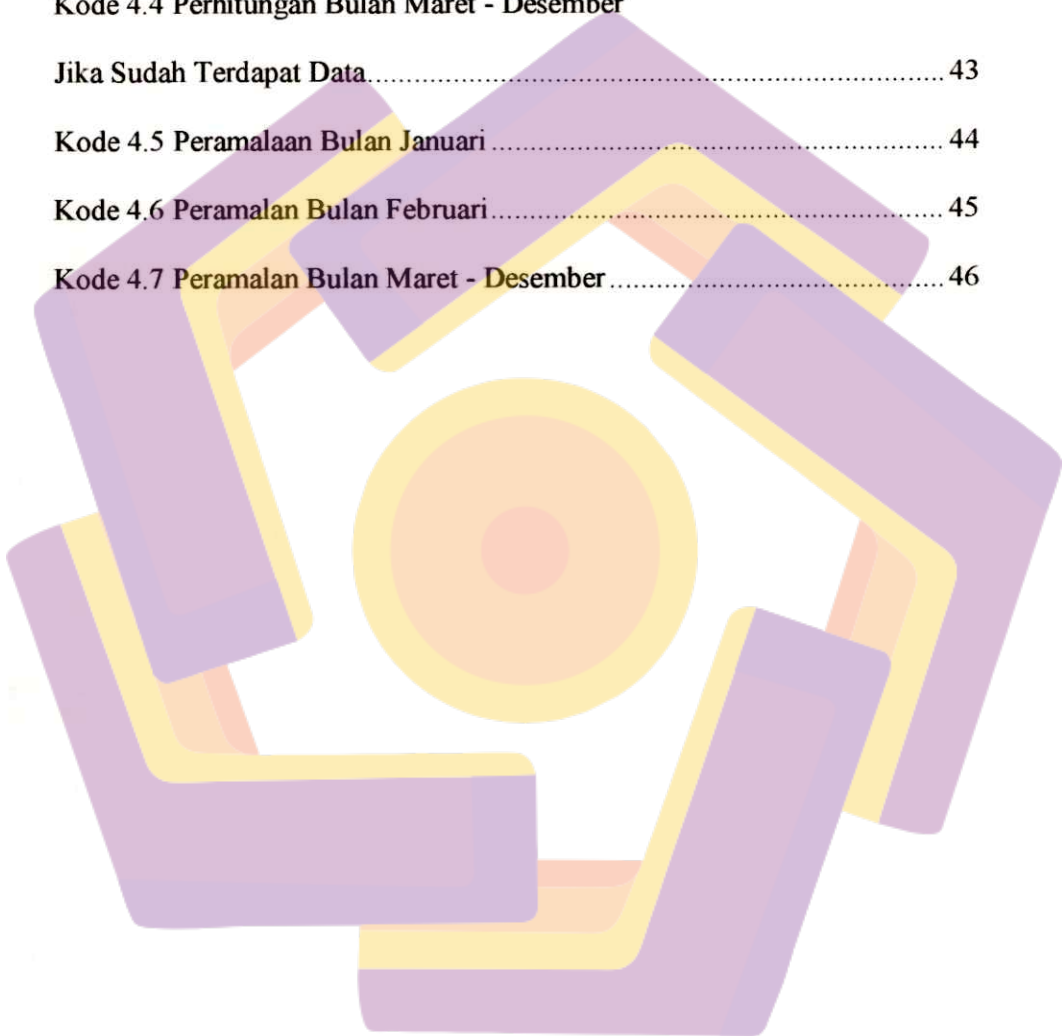 Kode 4.4 Perhitungan Bulan Maret - Desember
Jika Sudah Terdapat Data.......................................................................... 43
Kode 4.5 Peramalaan Bulan Januari .......................................................... 44
Kode 4.6 Peramalan Bulan Februari.......................................................... 45
Kode 4.7 Peramalan Bulan Maret - Desember ........................................... 46